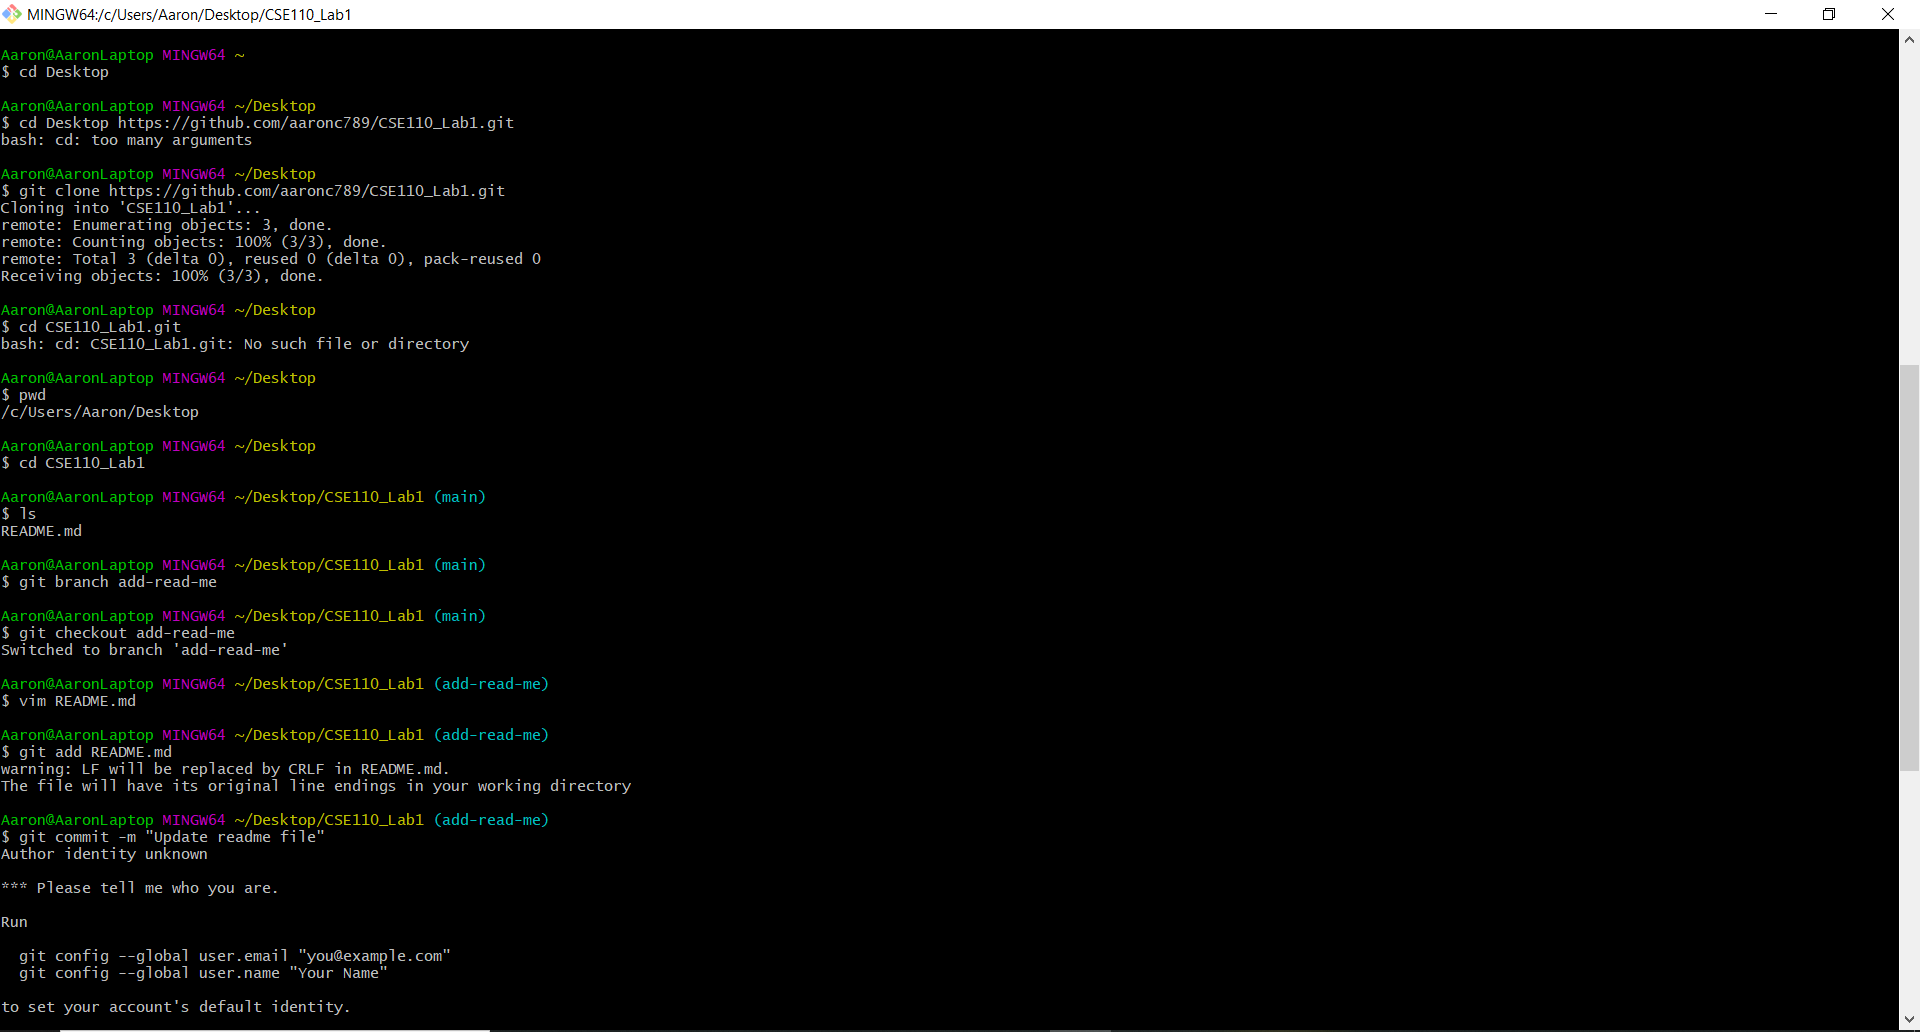 MINGW64:/c/Users/Aaron/Desktop/CSE110_Lab1
Aaron@AaronLaptop MINGW64 ~
$ cd Desktop
Aaron@AaronLaptop MINGW64 ~/Desktop
$ cd Desktop https://github.com/aaronc789/CSE110_Lab1.git
bash: cd: too many arguments
Aaron@AaronLaptop MINGW64 ~/Desktop
$ git clone https://github.com/aaronc789/CSE110_Lab1.git
Cloning into 'CSE110_Lab1'...
remote: Enumerating objects: 3, done.
remote: Counting objects: 100% (3/3), done.
remote: Total 3 (delta 0), reused 0 (delta 0), pack-reused 0
Receiving objects: 100% (3/3), done.
Aaron@AaronLaptop MINGW64 ~/Desktop
$ cd CSE110_Lab1.git
bash: cd: CSE110_Lab1.git: No such file or directory
Aaron@AaronLaptop MINGW64 ~/Desktop
$ pwd
/c/Users/Aaron/Desktop
Aaron@AaronLaptop MINGW64 ~/Desktop
$ cd CSE110_Lab1
Aaron@AaronLaptop MINGW64 ~/Desktop/CSE110_Lab1 (main)
$ ls
README.md
Aaron@AaronLaptop MINGW64 ~/Desktop/CSE110_Lab1 (main)
$ git branch add-read-me
Aaron@AaronLaptop MINGW64 ~/Desktop/CSE110_Lab1 (main)
$ git checkout add-read-me
Switched to branch 'add-read-me'
Aaron@AaronLaptop MINGW64 ~/Desktop/CSE110_Lab1 (add-read-me)
$ vim README.md
Aaron@AaronLaptop MINGW64 ~/Desktop/CSE110_Lab1 (add-read-me)
$ git add README.md
warning: LF will be replaced by CRLF in README.md.
The file will have its original line endings in your working directory
Aaron@AaronLaptop MINGW64 ~/Desktop/CSE110_Lab1 (add-read-me)
$ git commit -m "Update readme file"
Author identity unknown
*** Please tell me who you are.
Run
git config --global user.email "you@example.com"
git config --global user.name "Your Name"
to set your account's default identity.